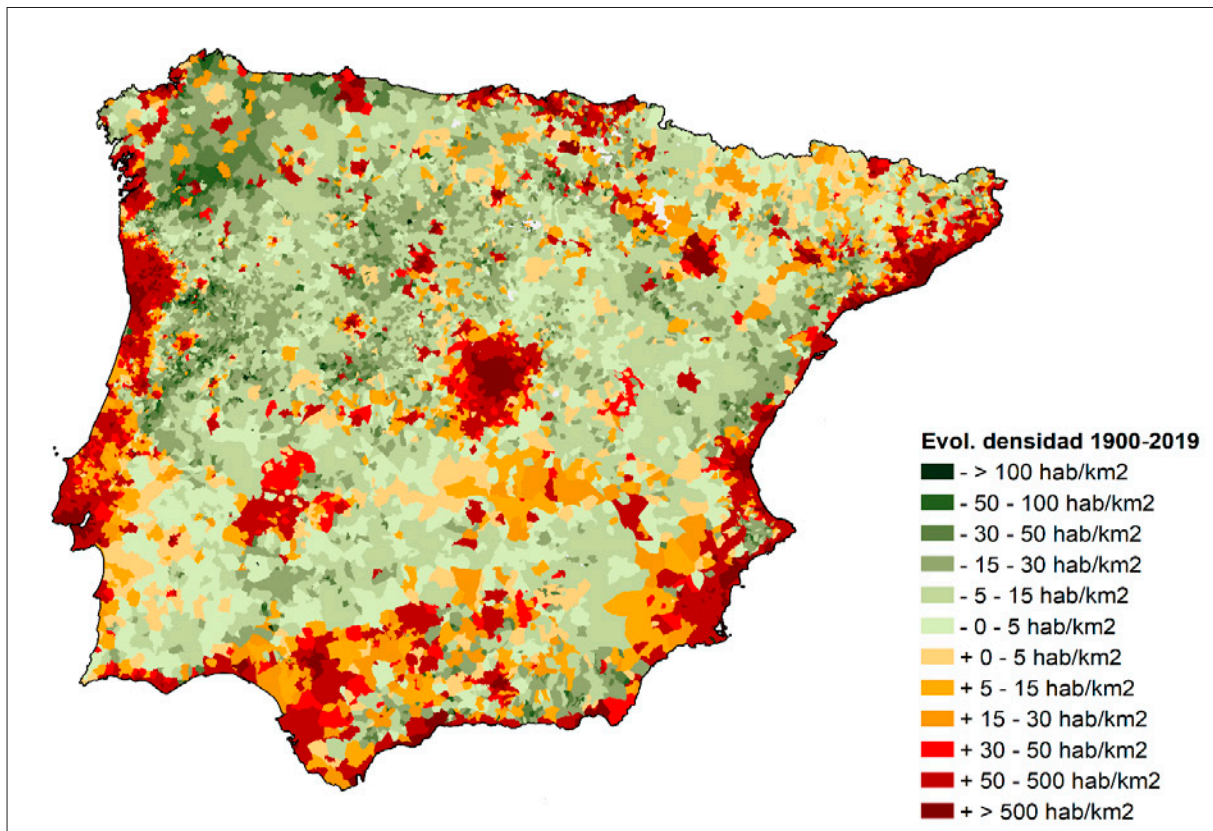 Evol. densidad 1900-2019
- > 100 hab/km2
- 50 - 100 hab/km2
- 30 - 50 hab/km2
- 15 - 30 hab/km2
- 5 - 15 hab/km2
- 0 - 5 hab/km2
+ 0 - 5 hab/km2
+ 5 - 15 hab/km2
+ 15 - 30 hab/km2
+ 30 - 50 hab/km2
+ 50 - 500 hab/km2
+ > 500 hab/km2